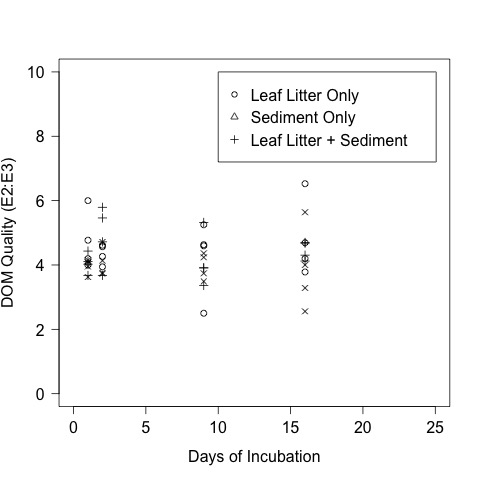 10
8
6
4
2
0
DOM Quality (E2:E3)
Leaf Litter Only
Sediment Only
Leaf Litter + Sediment
0 5 10 15 20 25
Days of Incubation